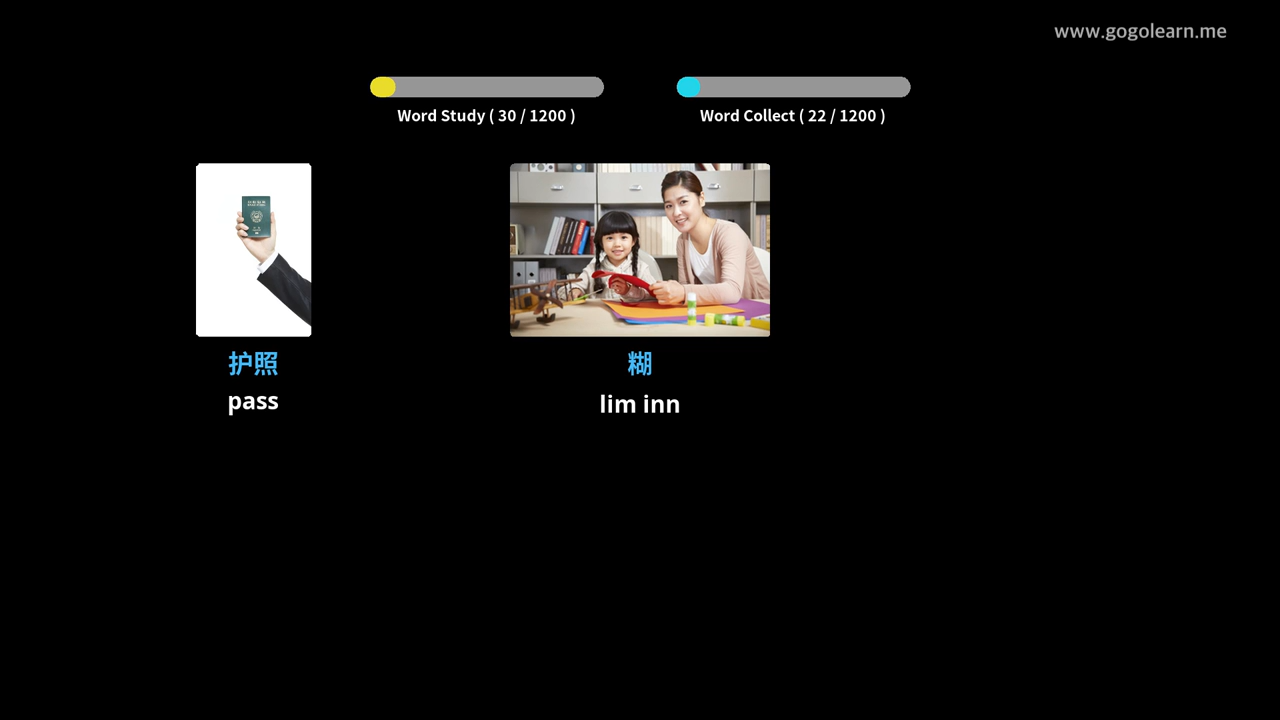 www.gogolearn.me
Word Study ( 30 / 1200 )
Word Collect ( 22 / 1200 )
护照
pass
糊
lim inn